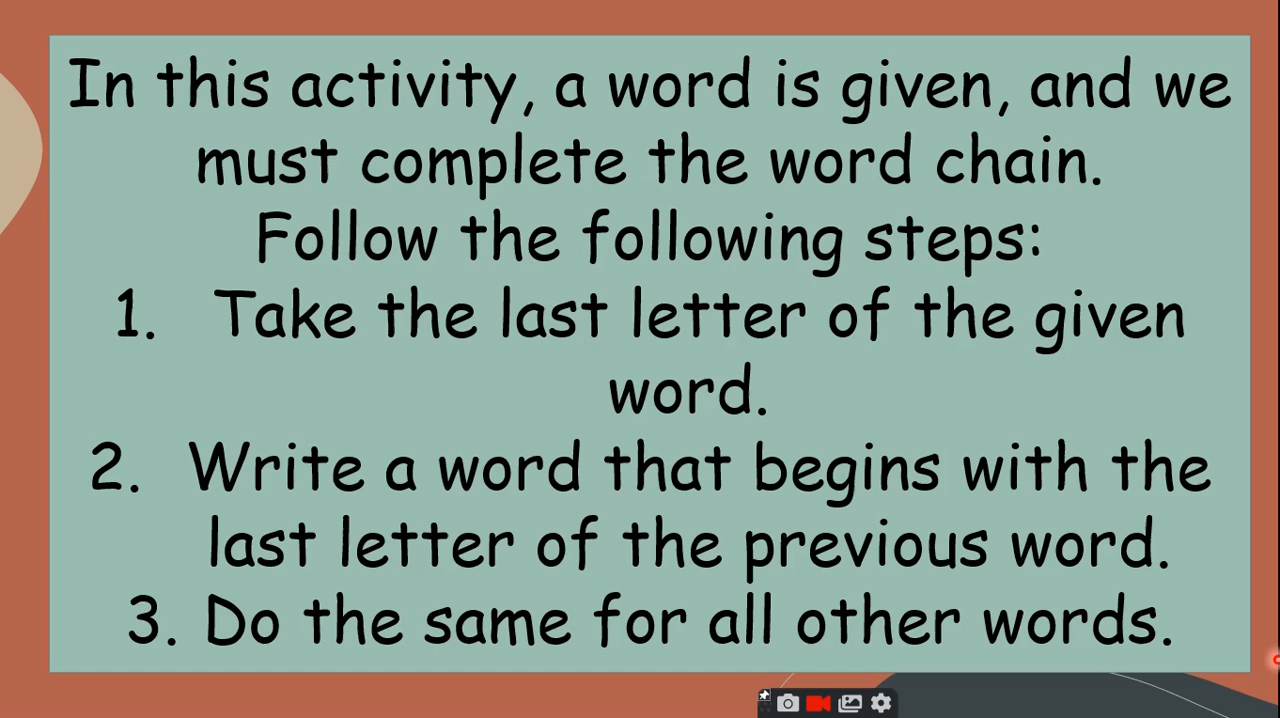 In this activity, a word is given, and we
must complete the word chain.
Follow the following steps:
1. Take the last letter of the given
word.
2. Write a word that begins with the
last letter of the previous word.
3. Do the same for all other words.